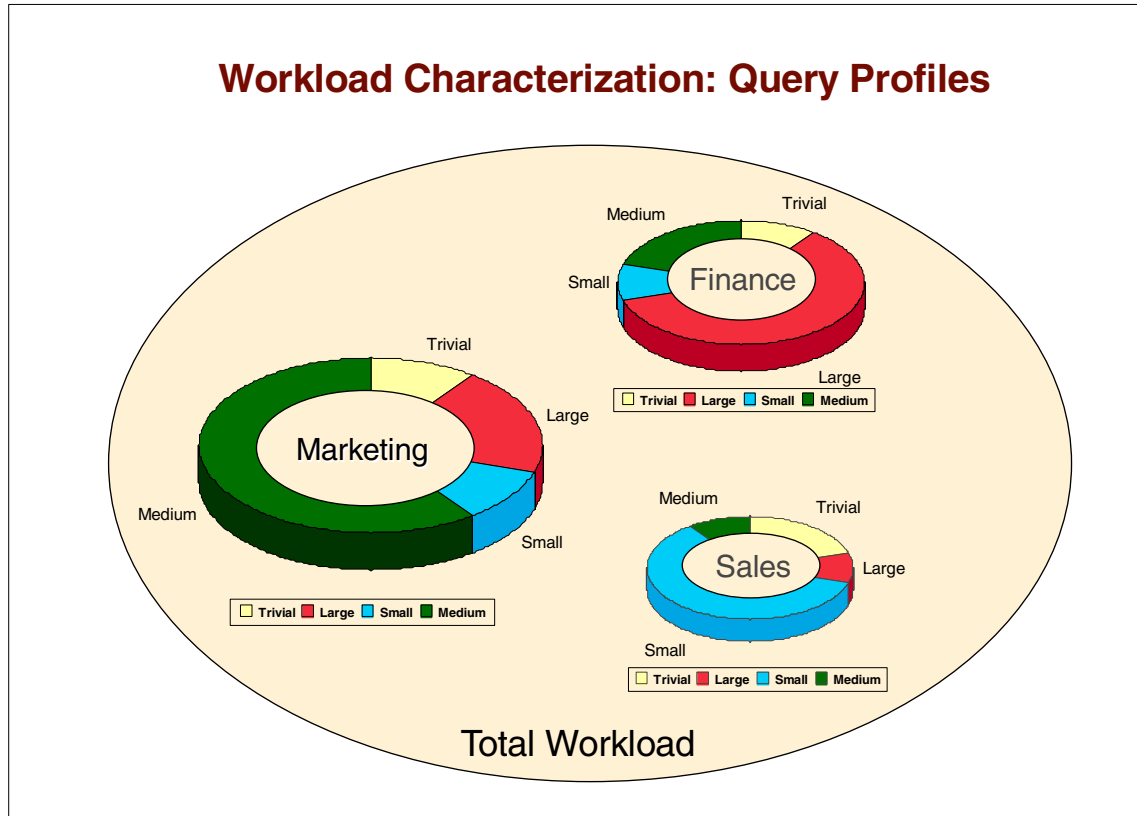 Workload Characterization: Query Profiles
Trivial
Medium
Small
Finance
Large
Trivial Large Small Medium
Trivial
Large
Marketing
Medium
Small
Trivial Large Small Medium
Medium
Trivial
Sales
Large
Small
Trivial Large Small Medium
Total Workload